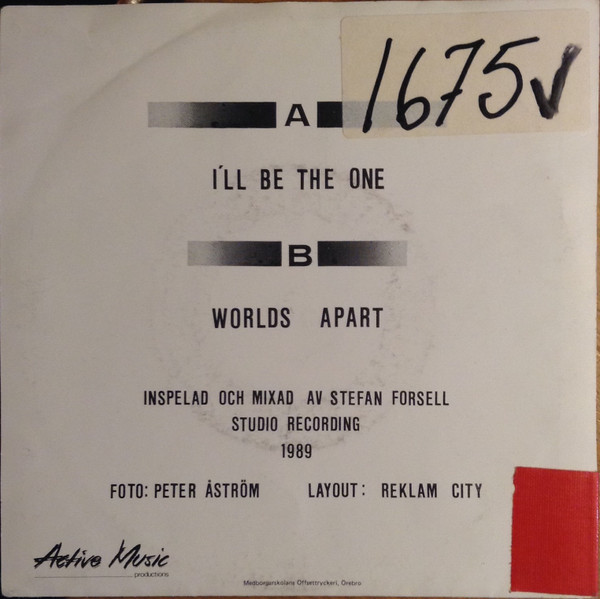 1675✓
A
I´LL BE THE ONE
B
WORLDS APART
INSPELAD OCH MIXAD AV STEFAN FORSELL
STUDIO RECORDING
1989
FOTO: PETER ÅSTRÖM LAYOUT: REKLAM CITY
Active Music
productions
Medborgarskolans Offsettryckeri, Örebro